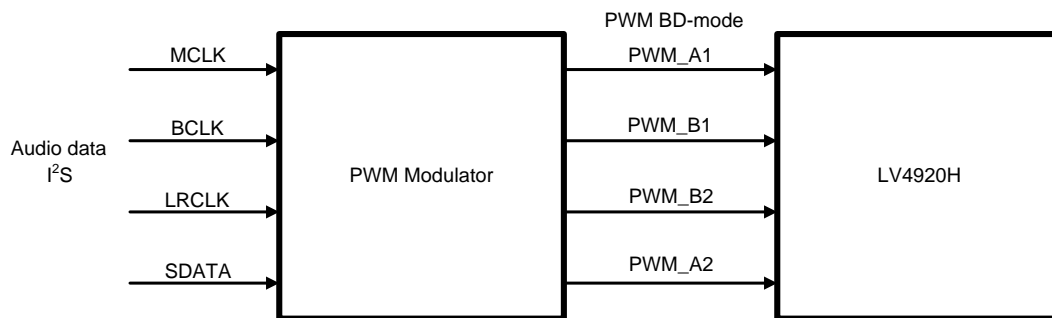 PWM BD-mode
MCLK
PWM_A1
BCLK
PWM_B1
Audio data
I²S
PWM Modulator
LV4920H
LRCLK
PWM_B2
SDATA
PWM_A2